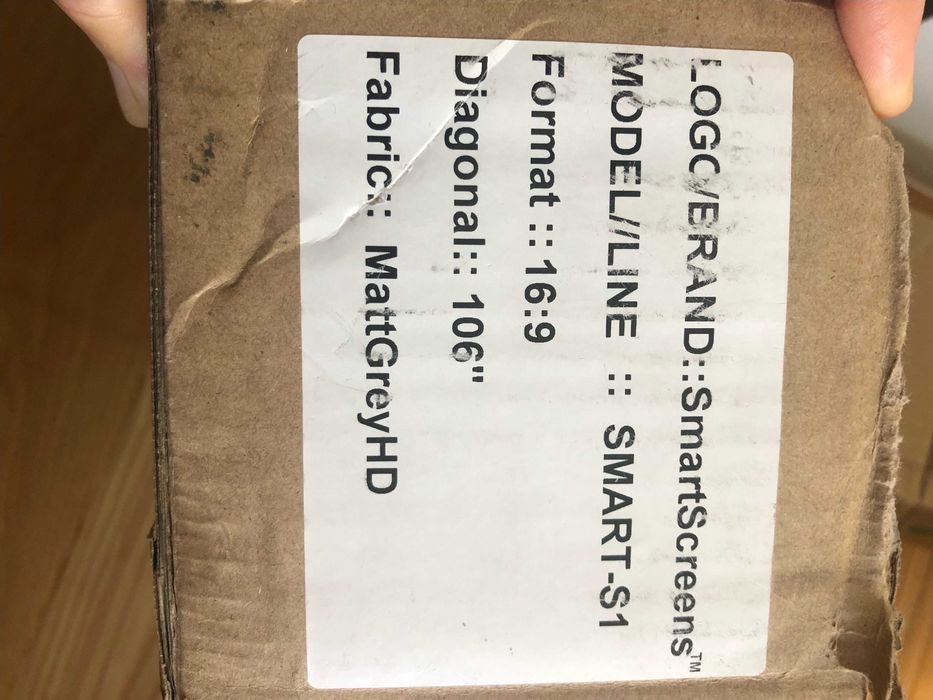 LOGO/BRAND::SmartScreens™
MODEL//LINE :: SMART-S1
Format :: 16:9
Diagonal:: 106"
Fabric:: MattGreyHD